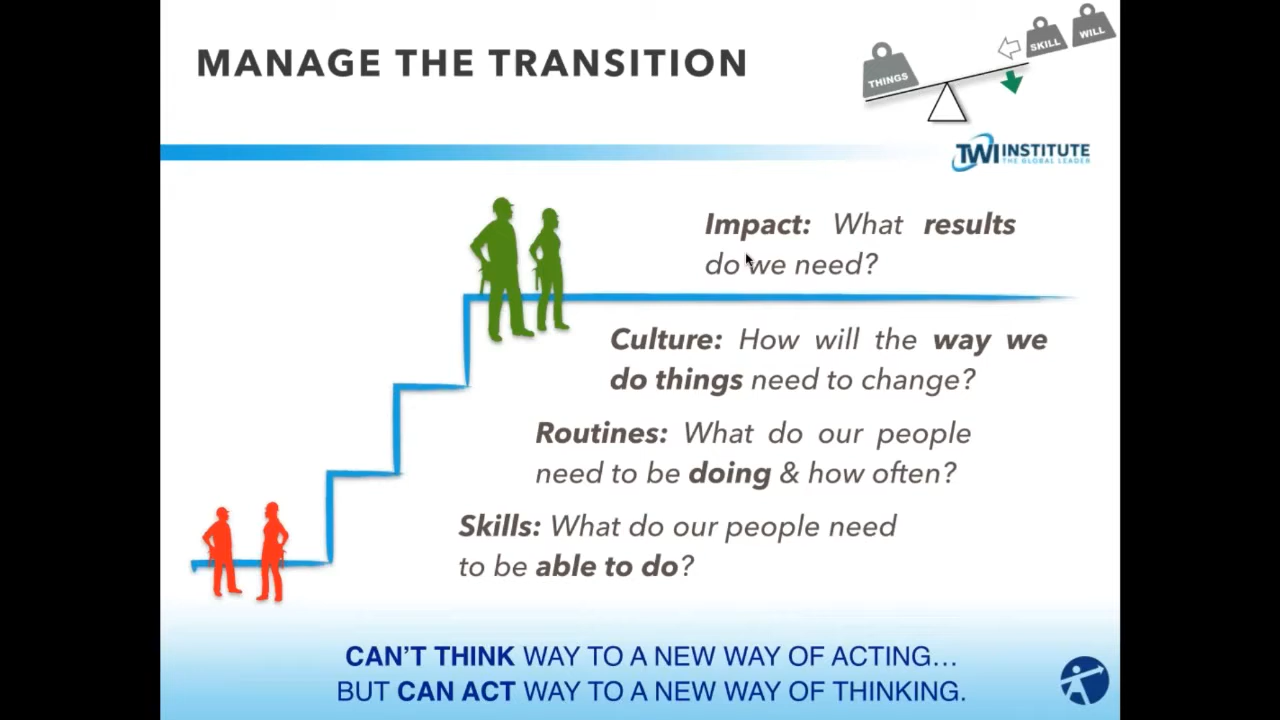 MANAGE THE TRANSITION
THINGS
SKILL
WILL
TWI INSTITUTE
THE GLOBAL LEADER
Impact: What results
do we need?
Culture: How will the way we
do things need to change?
Routines: What do our people
need to be doing & how often?
Skills: What do our people need
to be able to do?
CAN'T THINK WAY TO A NEW WAY OF ACTING...
BUT CAN ACT WAY TO A NEW WAY OF THINKING.